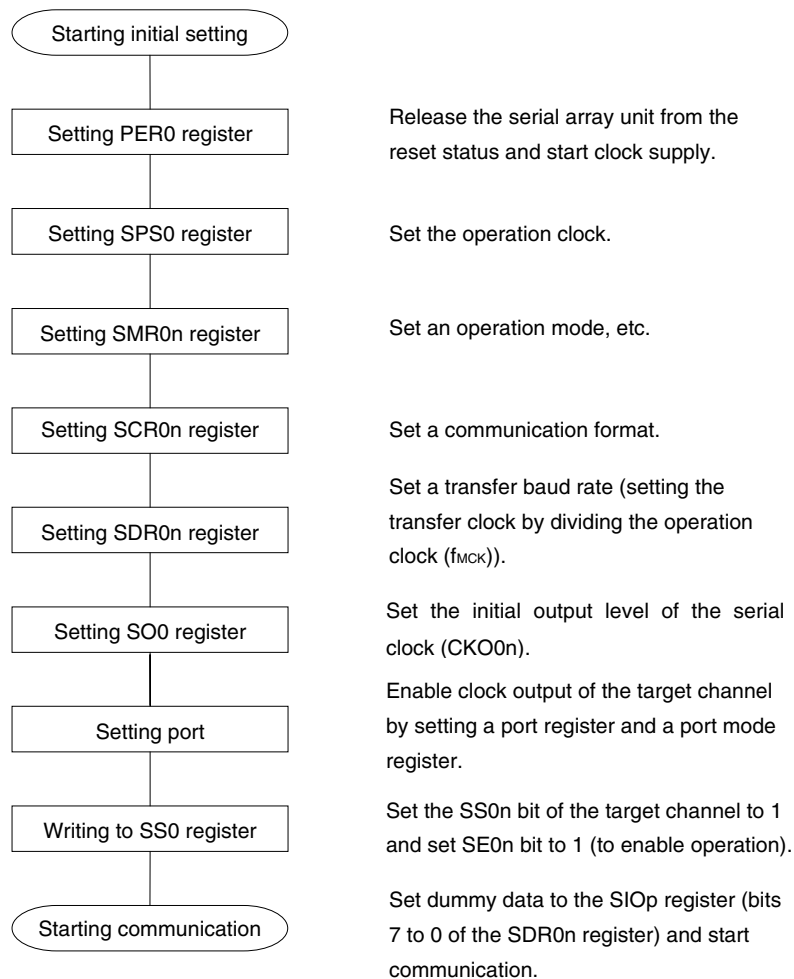 Starting initial setting
Setting PER0 register
Release the serial array unit from the
reset status and start clock supply.
Setting SPS0 register
Set the operation clock.
Setting SMR0n register
Set an operation mode, etc.
Setting SCR0n register
Set a communication format.
Setting SDR0n register
Set a transfer baud rate (setting the
transfer clock by dividing the operation
clock (fMCK)).
Setting SO0 register
Set the initial output level of the serial
clock (CKO0n).
Setting port
Enable clock output of the target channel
by setting a port register and a port mode
register.
Writing to SS0 register
Set the SS0n bit of the target channel to 1
and set SE0n bit to 1 (to enable operation).
Starting communication
Set dummy data to the SIOp register (bits
7 to 0 of the SDR0n register) and start
communication.